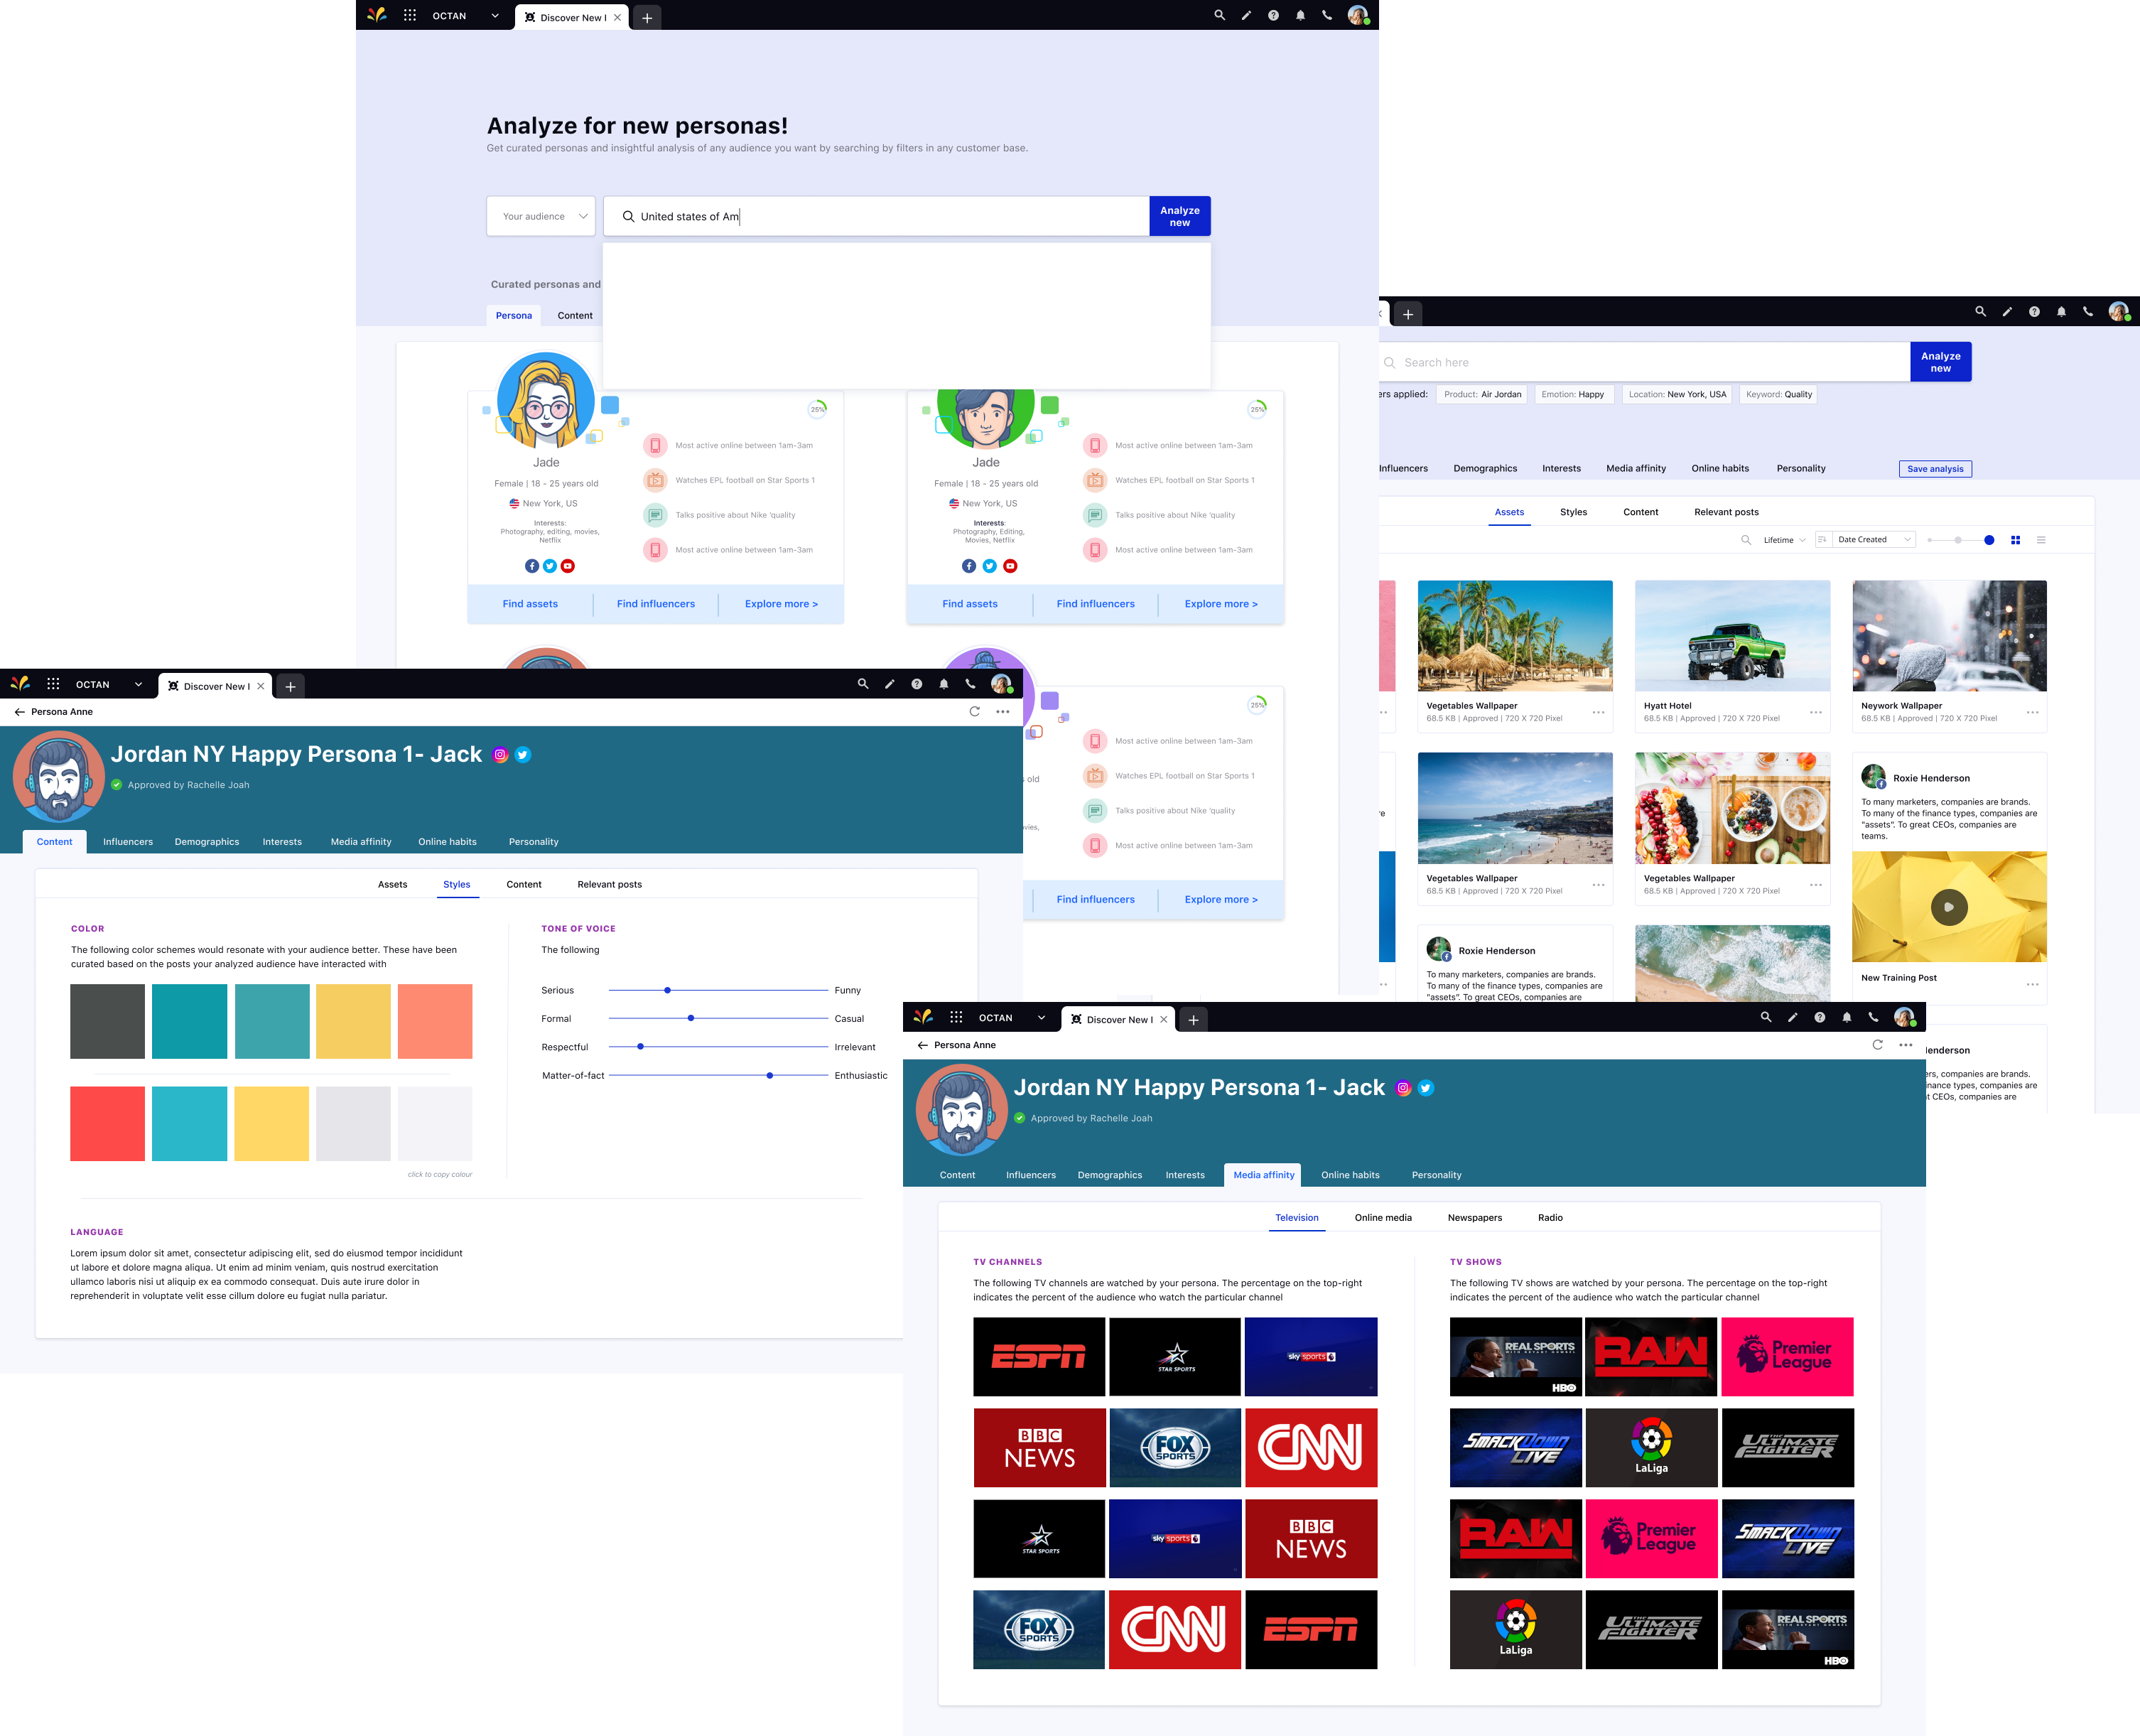 OCTAN
Discover New I
Analyze for new personas!
Get curated personas and insightful analysis of any audience you want by searching by filters in any customer base.
Your audience
United states of Am
Analyze
new
Curated personas and
Persona
Content
25%
Jade
Female | 18 - 25 years old
New York, US
Interests:
Photography, editing, movies,
Netflix
Most active online between 1am-3am
Watches EPL football on Star Sports 1
Talks positive about Nike 'quality
Most active online between 1am-3am
Find assets
Find influencers
Explore more >
25%
Jade
Female | 18 - 25 years old
New York, US
Interests:
Photography, Editing,
Movies, Netflix
Most active online between 1am-3am
Watches EPL football on Star Sports 1
Talks positive about Nike 'quality
Most active online between 1am-3am
Find assets
Find influencers
Explore more >
25%
old
Most active online between 1am-3am
Watches EPL football on Star Sports 1
Talks positive about Nike 'quality
Most active online between 1am-3am
Find influencers
Explore more >
Search here
Analyze
new
ers applied:
Product: Air Jordan
Emotion: Happy
Location: New York, USA
Keyword: Quality
Influencers
Demographics
Interests
Media affinity
Online habits
Personality
Save analysis
Assets
Styles
Content
Relevant posts
Lifetime
Date Created
Vegetables Wallpaper
68.5 KB | Approved | 720 X 720 Pixel
Hyatt Hotel
68.5 KB | Approved | 720 X 720 Pixel
Neywork Wallpaper
68.5 KB | Approved | 720 X 720 Pixel
Vegetables Wallpaper
68.5 KB | Approved | 720 X 720 Pixel
Vegetables Wallpaper
68.5 KB | Approved | 720 X 720 Pixel
Roxie Henderson
To many marketers, companies are brands.
To many of the finance types, companies are
"assets". To great CEOs, companies are
teams.
New Training Post
Roxie Henderson
To many marketers, companies are brands.
To many of the finance types, companies are
"assets". To great CEOs, companies are
Henderson
ers, companies are brands.
inance types, companies are
t CEOs, companies are
OCTAN
Discover New I
Persona Anne
Jordan NY Happy Persona 1- Jack
Approved by Rachelle Joah
Content
Influencers
Demographics
Interests
Media affinity
Online habits
Personality
Assets
Styles
Content
Relevant posts
COLOR
The following color schemes would resonate with your audience better. These have been
curated based on the posts your analyzed audience have interacted with
click to copy colour
TONE OF VOICE
The following
Serious
Funny
Formal
Casual
Respectful
Irrelevant
Matter-of-fact
Enthusiastic
LANGUAGE
Lorem ipsum dolor sit amet, consectetur adipiscing elit, sed do eiusmod tempor incididunt
ut labore et dolore magna aliqua. Ut enim ad minim veniam, quis nostrud exercitation
ullamco laboris nisi ut aliquip ex ea commodo consequat. Duis aute irure dolor in
reprehenderit in voluptate velit esse cillum dolore eu fugiat nulla pariatur.
OCTAN
Discover New I
Persona Anne
Jordan NY Happy Persona 1- Jack
Approved by Rachelle Joah
Content
Influencers
Demographics
Interests
Media affinity
Online habits
Personality
Television
Online media
Newspapers
Radio
TV CHANNELS
The following TV channels are watched by your persona. The percentage on the top-right
indicates the percent of the audience who watch the particular channel
ESPN
STAR SPORTS
sky sports
BBC
NEWS
FOX
SPORTS
CNN
STAR SPORTS
sky sports
BBC
NEWS
FOX
SPORTS
CNN
ESPN
TV SHOWS
The following TV shows are watched by your persona. The percentage on the top-right
indicates the percent of the audience who watch the particular channel
REAL SPORTS
WITH BRYANT GUMBEL
HBO
RAW
Premier
League
SMACKDOWN
LIVE
LaLiga
THE
ULTIMATE
FIGHTER
RAW
Premier
League
SMACKDOWN
LIVE
LaLiga
THE
ULTIMATE
FIGHTER
REAL SPORTS
WITH BRYANT GUMBEL
HBO